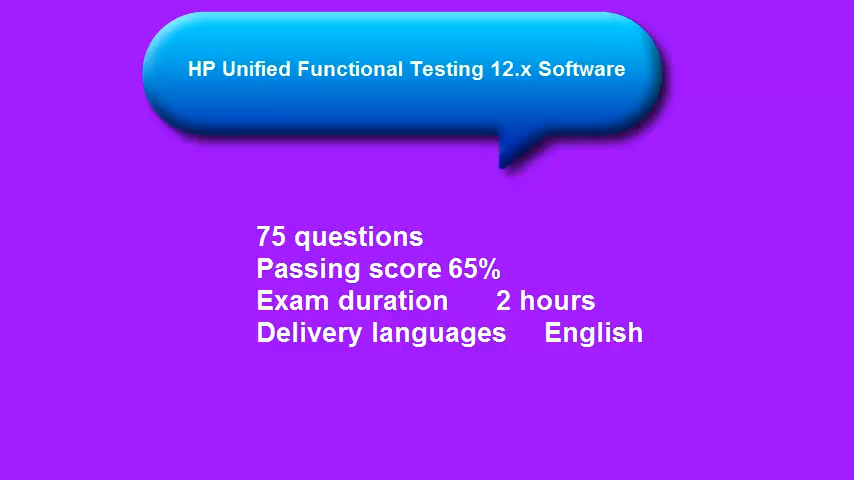 HP Unified Functional Testing 12.x Software
75 questions
Passing score 65%
Exam duration 2 hours
Delivery languages English